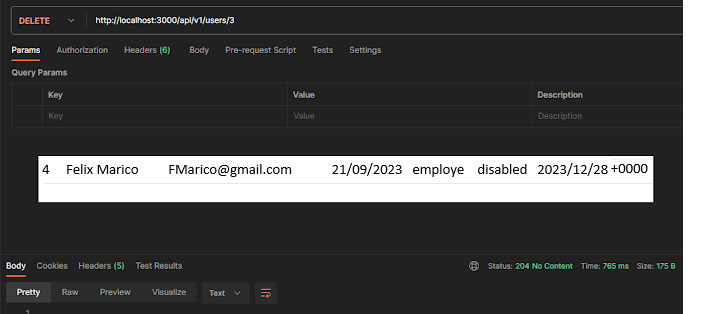 DELETE http://localhost:3000/api/v1/users/3
Params Authorization Headers (6) Body Pre-request Script Tests Settings
Query Params
Key Value Description
Key Value Description
4 Felix Marico FMarico@gmail.com 21/09/2023 employe disabled 2023/12/28 +0000
Body Cookies Headers (5) Test Results Status: 204 No Content Time: 765 ms Size: 175 B
Pretty Raw Preview Visualize Text
1